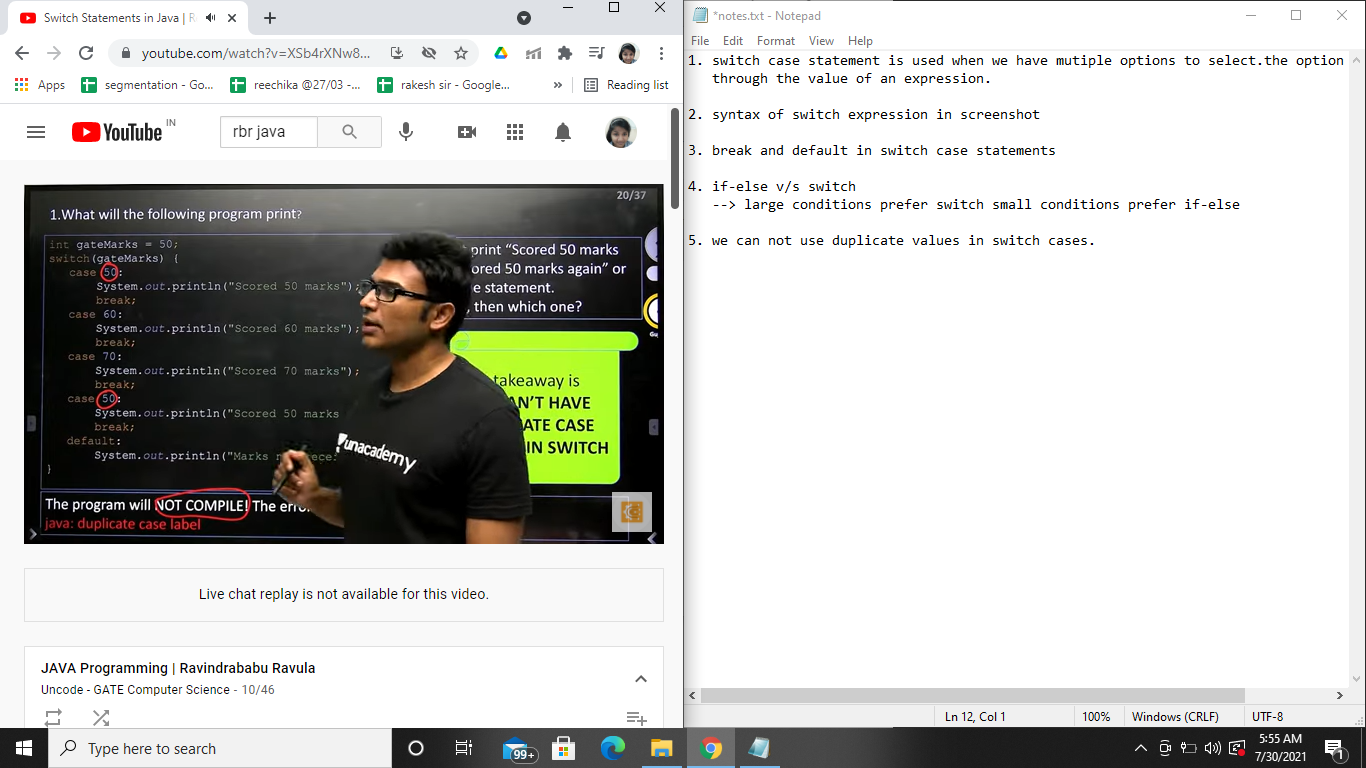 Switch Statements in Java | R
youtube.com/watch?v=XSb4rXNw8...
Apps
segmentation - Go...
reechika @27/03 -...
rakesh sir - Google...
»
Reading list
YouTube IN
rbr java
20/37
1.What will the following program print?
int gateMarks = 50;
switch(gateMarks) {
case 50:
System.out.println("Scored 50 marks");
break;
case 60:
System.out.println("Scored 60 marks");
break;
case 70:
System.out.println("Scored 70 marks");
break;
case 50:
System.out.println("Scored 50 marks
break;
default:
System.out.println("Marks
}
print "Scored 50 marks
ored 50 marks again" or
e statement.
, then which one?
takeaway is
AN'T HAVE
ATE CASE
IN SWITCH
unacademy
The program will NOT COMPILE! The erro
java: duplicate case label
Live chat replay is not available for this video.
JAVA Programming | Ravindrababu Ravula
Uncode - GATE Computer Science - 10/46
*notes.txt - Notepad
File Edit Format View Help
1. switch case statement is used when we have mutiple options to select.the option
through the value of an expression.
2. syntax of switch expression in screenshot
3. break and default in switch case statements
4. if-else v/s switch
--> large conditions prefer switch small conditions prefer if-else
5. we can not use duplicate values in switch cases.
Ln 12, Col 1
100%
Windows (CRLF)
UTF-8
Type here to search
99+
5:55 AM
7/30/2021
1